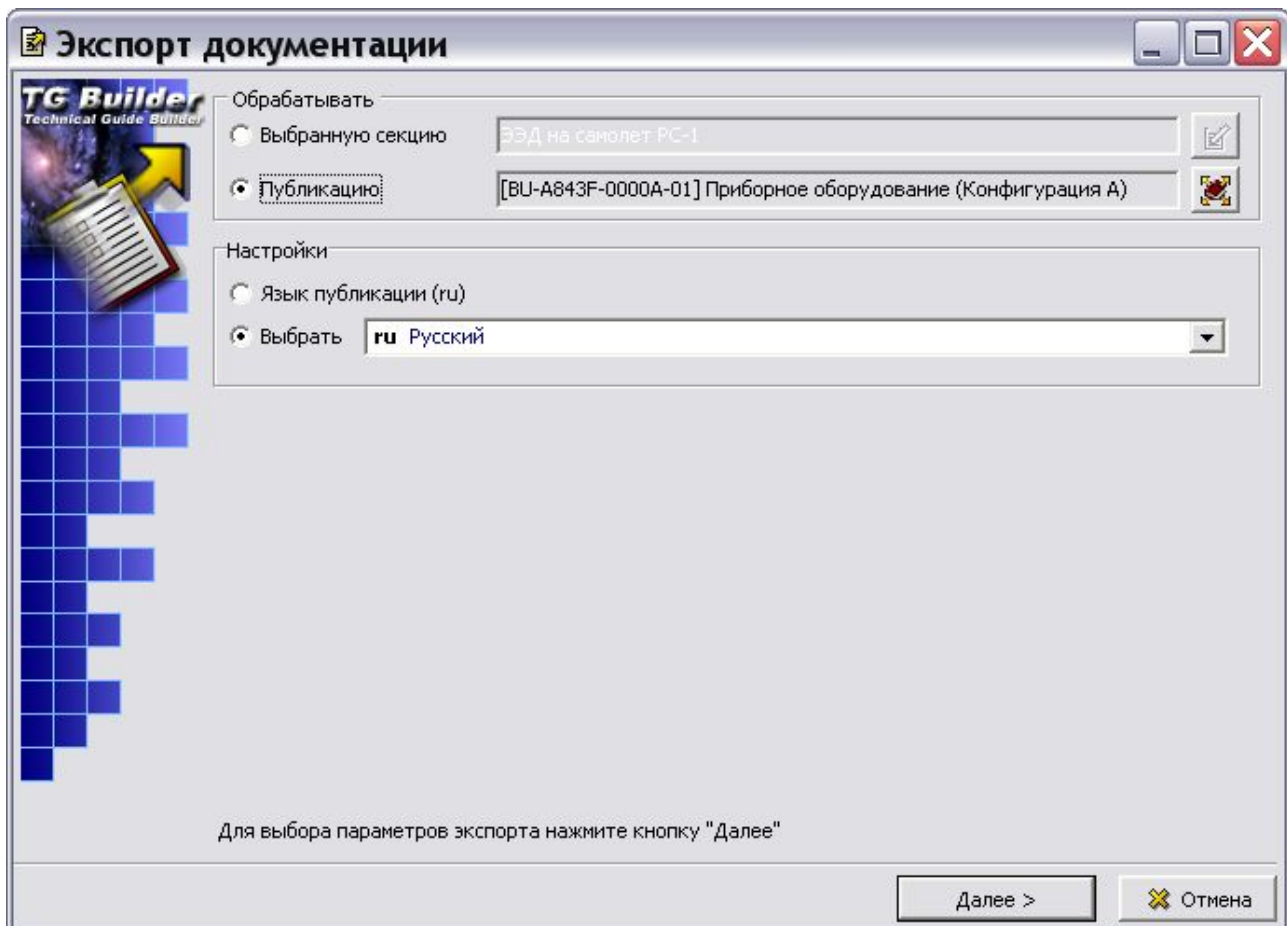 Экспорт документации
TG Builder
Technical Guide Builder
Обрабатывать
Выбранную секцию ЭЭД на самолет РС-1
Публикацию [BU-A843F-0000A-01] Приборное оборудование (Конфигурация А)
Настройки
Язык публикации (ru)
Выбрать ru Русский
Для выбора параметров экспорта нажмите кнопку "Далее"
Далее > Отмена